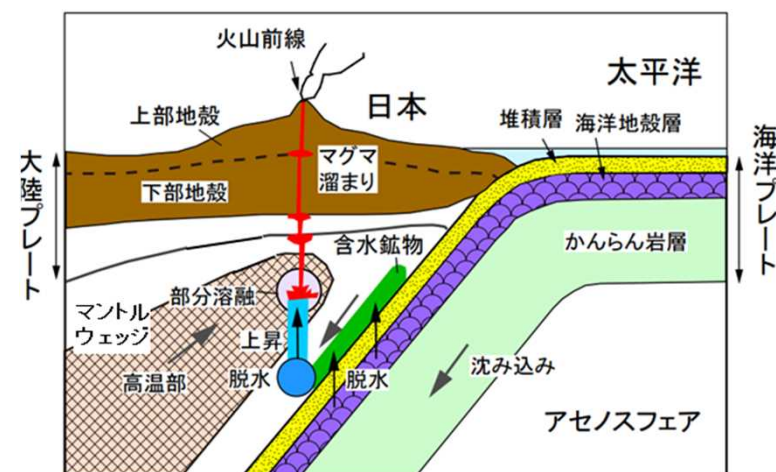 火山前線
太平洋
日本
上部地殻
堆積層
海洋地殻層
大陸プレート
マグマ
溜まり
海洋プレート
下部地殻
含水鉱物
かんらん岩層
部分溶融
マントル
ウェッジ
上昇
高温部
脱水
脱水
沈み込み
アセノスフェア